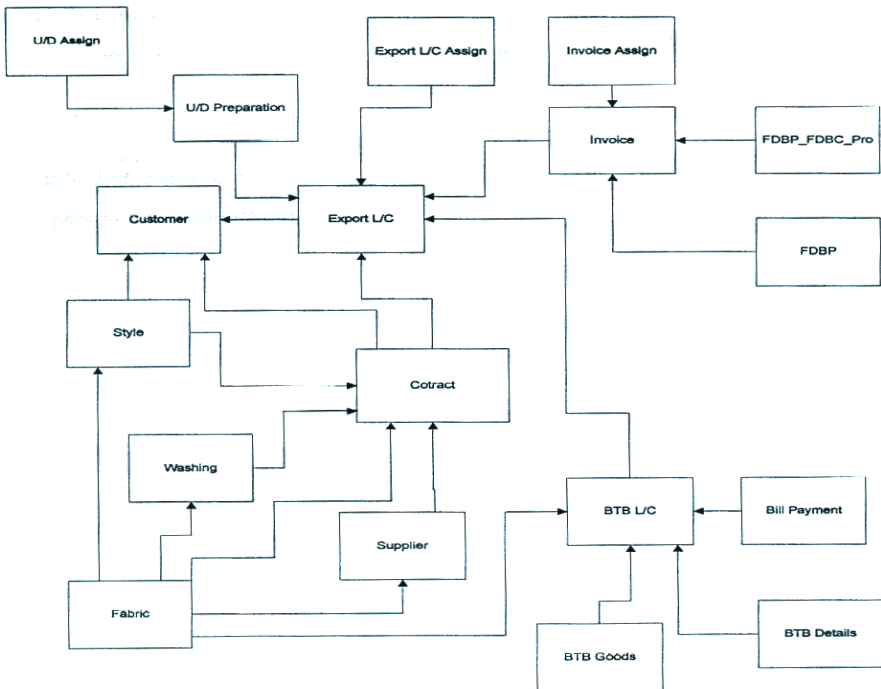 U/D Assign
Export L/C Assign
Invoice Assign
U/D Preparation
Invoice
FDBP_FDBC_Pro
Customer
Export L/C
FDBP
Style
Cotract
Washing
BTB L/C
Bill Payment
Supplier
Fabric
BTB Details
BTB Goods